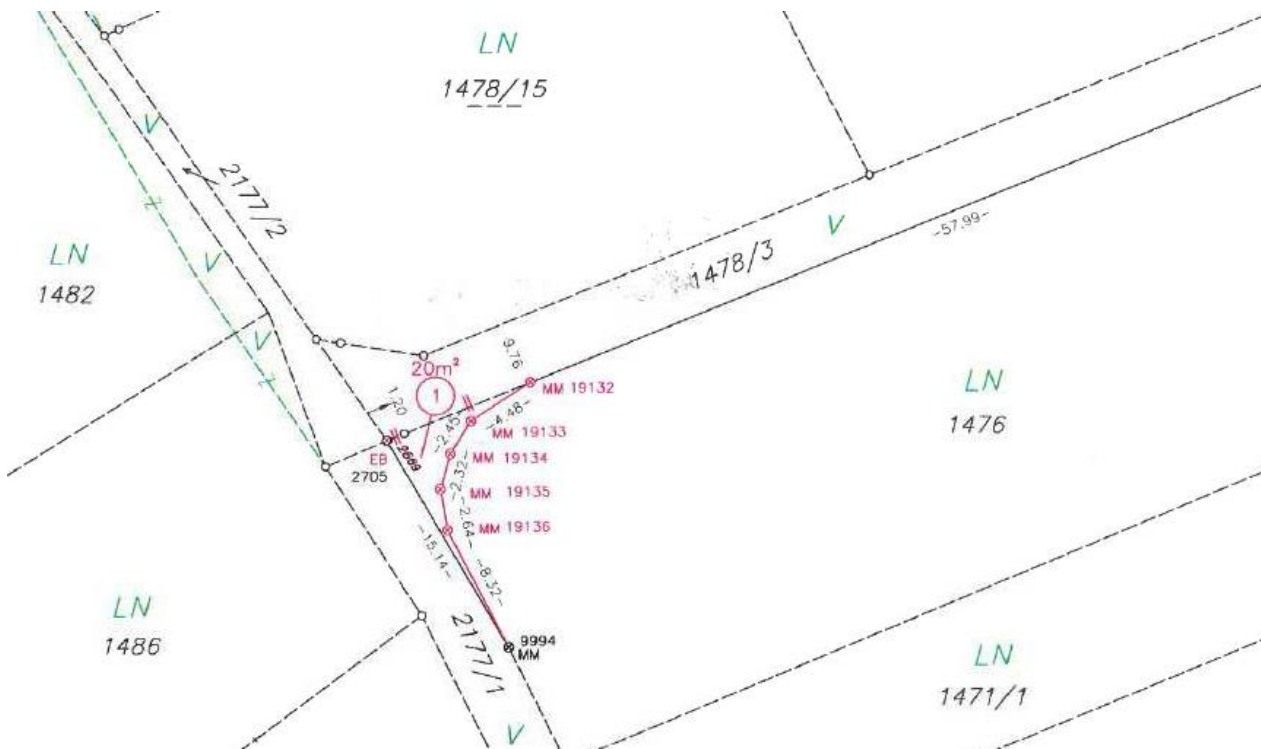 LN
1478/15
V
2177/2
V
LN
1482
V
V
1478/3
-57.99-
9.76
20m²
1
1.20
MM 19132
-4.48-
LN
1476
-2.45
MM 19133
MM 19134
EB
2705
-2.32-
MM 19135
-2.64-
MM 19136
-15.14-
-8.32-
LN
1486
2177/1
9994
MM
LN
1471/1
V